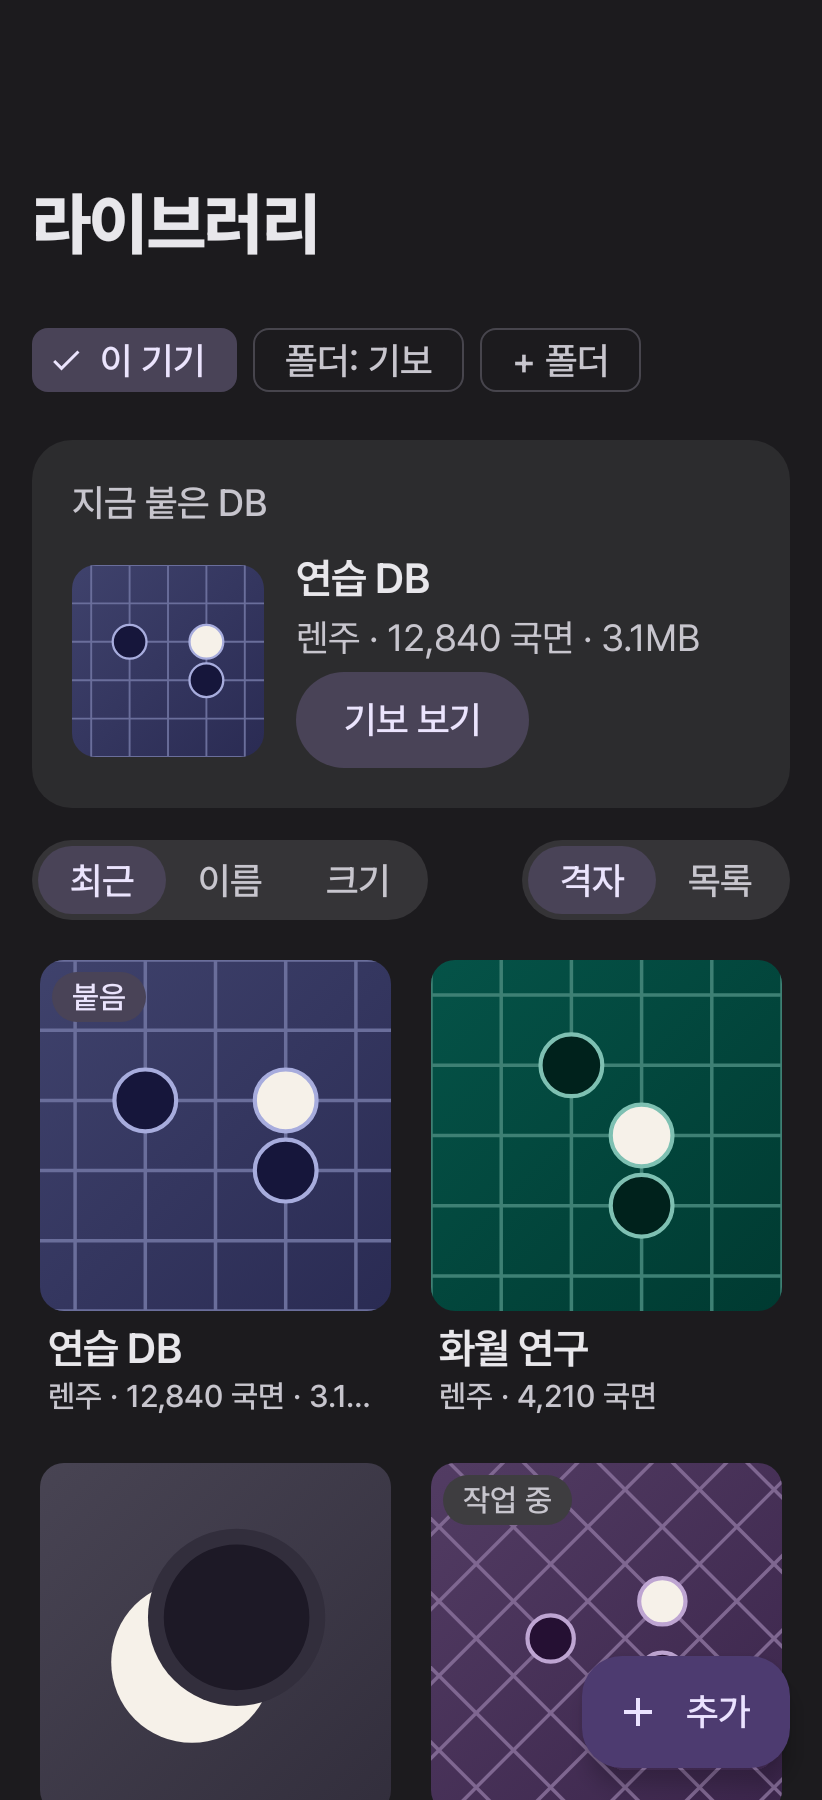 라이브러리
이 기기
폴더: 기보
+ 폴더
지금 붙은 DB
연습 DB
렌주 · 12,840 국면 · 3.1MB
기보 보기
최근
이름
크기
격자
목록
붙음
연습 DB
렌주 · 12,840 국면 · 3.1...
화월 연구
렌주 · 4,210 국면
작업 중
+ 추가